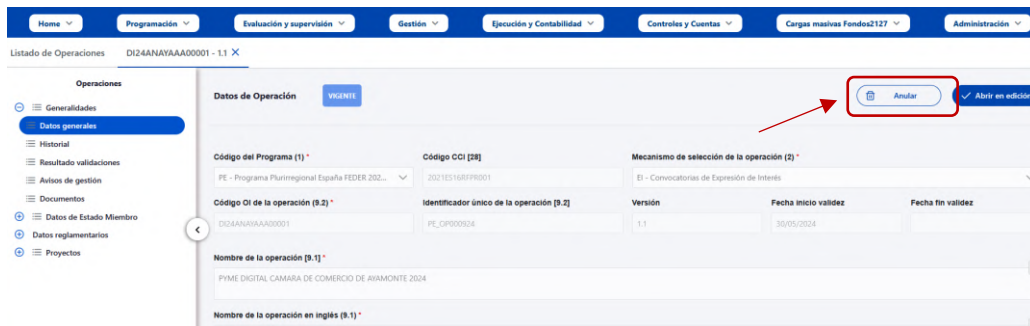 Home Programación Evaluación y supervisión Gestión Ejecución y Contabilidad Controles y Cuentas Cargas masivas Fondos2127 Administración
Listado de Operaciones DI24ANAYAAA00001 - 1.1 X
Operaciones
Generalidades
Datos generales
Historial
Resultado validaciones
Avisos de gestión
Documentos
Datos de Estado Miembro
Datos reglamentarios
Proyectos
Datos de Operación VIGENTE Anular Abrir en edición
Código del Programa (1) * Código CCI [28] Mecanismo de selección de la operación (2) *
PE - Programa Plurirregional España FEDER 202... 2021ES16RFPR001 EI - Convocatorias de Expresión de Interés
Código OI de la operación (9.2) * Identificador único de la operación [9.2] Versión Fecha inicio validez Fecha fin validez
DI24ANAYAAA00001 PE_OP000924 1.1 30/05/2024
Nombre de la operación [9.1] *
PYME DIGITAL CAMARA DE COMERCIO DE AYAMONTE 2024
Nombre de la operación en inglés (9.1) *